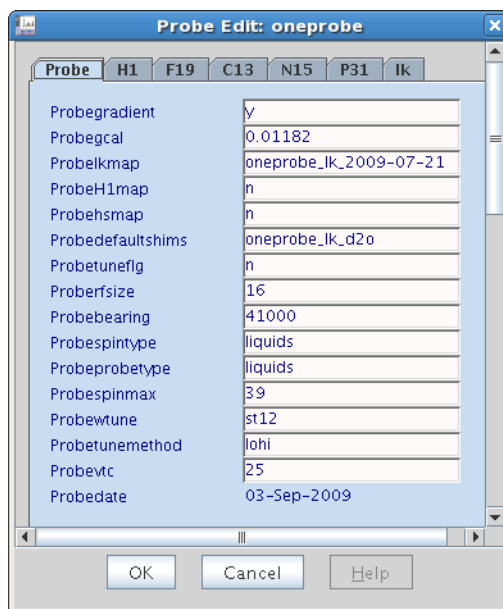 Probe Edit: oneprobe
Probe H1 F19 C13 N15 P31 lk
Probegradient y
Probegcal 0.01182
Probelkmap oneprobe_lk_2009-07-21
ProbeH1map n
Probehsmap n
Probedefaultshims oneprobe_lk_d2o
Probetuneflg n
Proberfsize 16
Probebearing 41000
Probespintype liquids
Probeprobetype liquids
Probespinmax 39
Probewtune st12
Probetunemethod lohi
Probevtc 25
Probedate 03-Sep-2009
OK Cancel Help